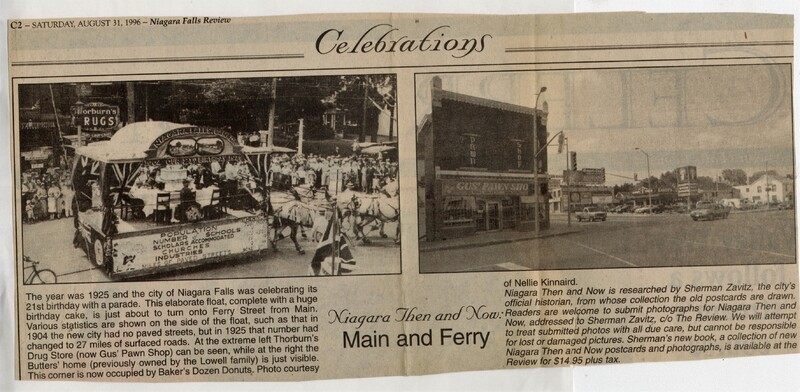 C2 – SATURDAY, AUGUST 31, 1996 – Niagara Falls Review
Celebrations
Thorburn's
DRUGS
POPULATION
NUMBER OF SCHOOLS
SCHOLARS ACCOMMODATED
CHURCHES
INDUSTRIES
GUS' PAWN SHOP
The year was 1925 and the city of Niagara Falls was celebrating its
21st birthday with a parade. This elaborate float, complete with a huge
birthday cake, is just about to turn onto Ferry Street from Main.
Various statistics are shown on the side of the float, such as that in
1904 the new city had no paved streets, but in 1925 that number had
changed to 27 miles of surfaced roads. At the extreme left Thorburn's
Drug Store (now Gus' Pawn Shop) can be seen, while at the right the
Butters' home (previously owned by the Lowell family) is just visible.
This corner is now occupied by Baker's Dozen Donuts. Photo courtesy
Niagara Then and Now:
Main and Ferry
of Nellie Kinnaird.
Niagara Then and Now is researched by Sherman Zavitz, the city's
official historian, from whose collection the old postcards are drawn.
Readers are welcome to submit photographs for Niagara Then and
Now, addressed to Sherman Zavitz, c/o The Review. We will attempt
to treat submitted photos with all due care, but cannot be responsible
for lost or damaged pictures. Sherman's new book, a collection of new
Niagara Then and Now postcards and photographs, is available at the
Review for $14.95 plus tax.